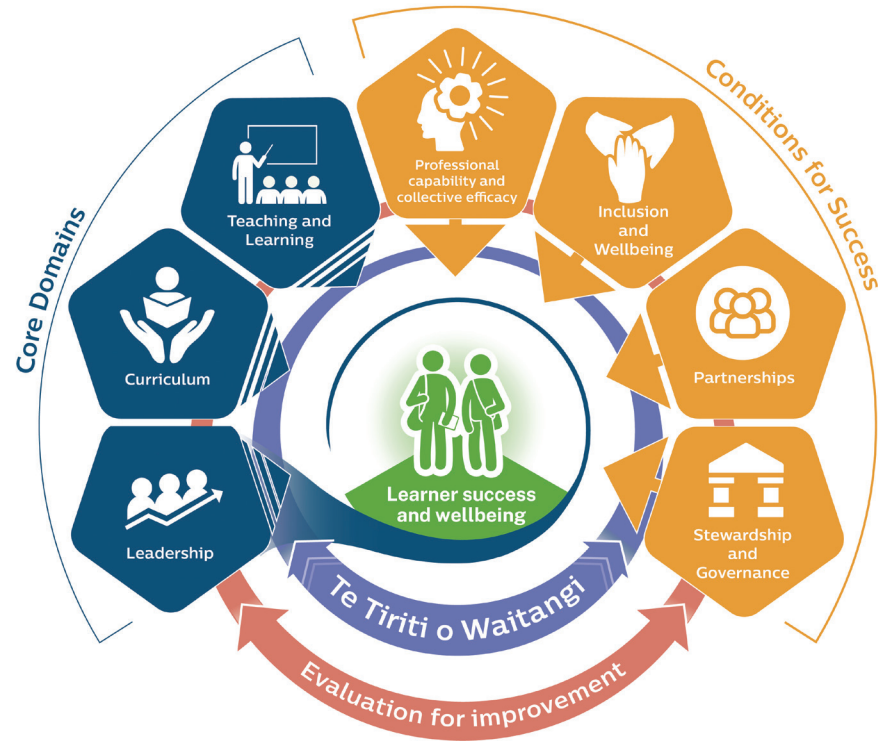 Core Domains
Conditions for Success
Professional
capability and
collective efficacy
Teaching and
Learning
Inclusion
and
Wellbeing
Curriculum
Partnerships
Leadership
Stewardship
and
Governance
Learner success
and wellbeing
Te Tiriti o Waitangi
Evaluation for improvement